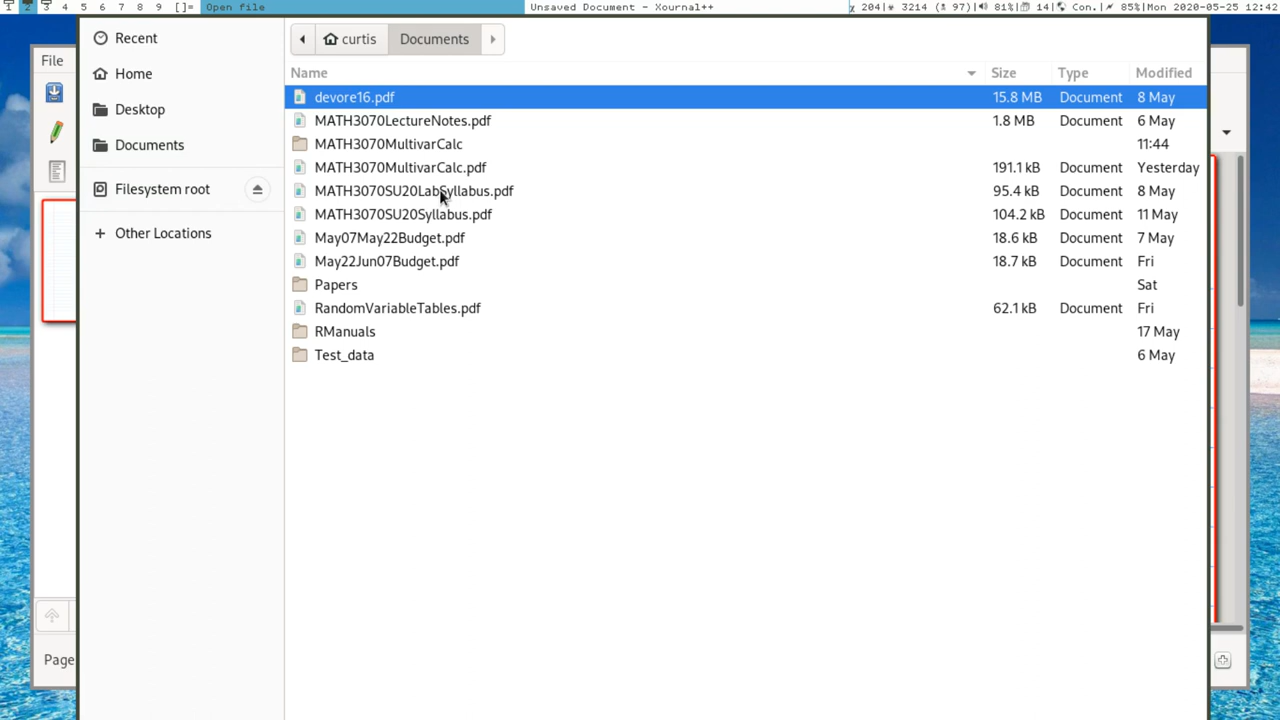 1 2 3 4 5 6 7 8 9 []= Open file Unsaved Document - Xournal++ 204| 3214 ( 97)| 81%| 14| Con.| 85%|Mon 2020-05-25 12:42
File
Page
Recent
Home
Desktop
Documents
Filesystem root
Other Locations
curtis Documents
Name Size Type Modified
devore16.pdf 15.8 MB Document 8 May
MATH3070LectureNotes.pdf 1.8 MB Document 6 May
MATH3070MultivarCalc 11:44
MATH3070MultivarCalc.pdf 191.1 kB Document Yesterday
MATH3070SU20LabSyllabus.pdf 95.4 kB Document 8 May
MATH3070SU20Syllabus.pdf 104.2 kB Document 11 May
May07May22Budget.pdf 18.6 kB Document 7 May
May22Jun07Budget.pdf 18.7 kB Document Fri
Papers Sat
RandomVariableTables.pdf 62.1 kB Document Fri
RManuals 17 May
Test_data 6 May